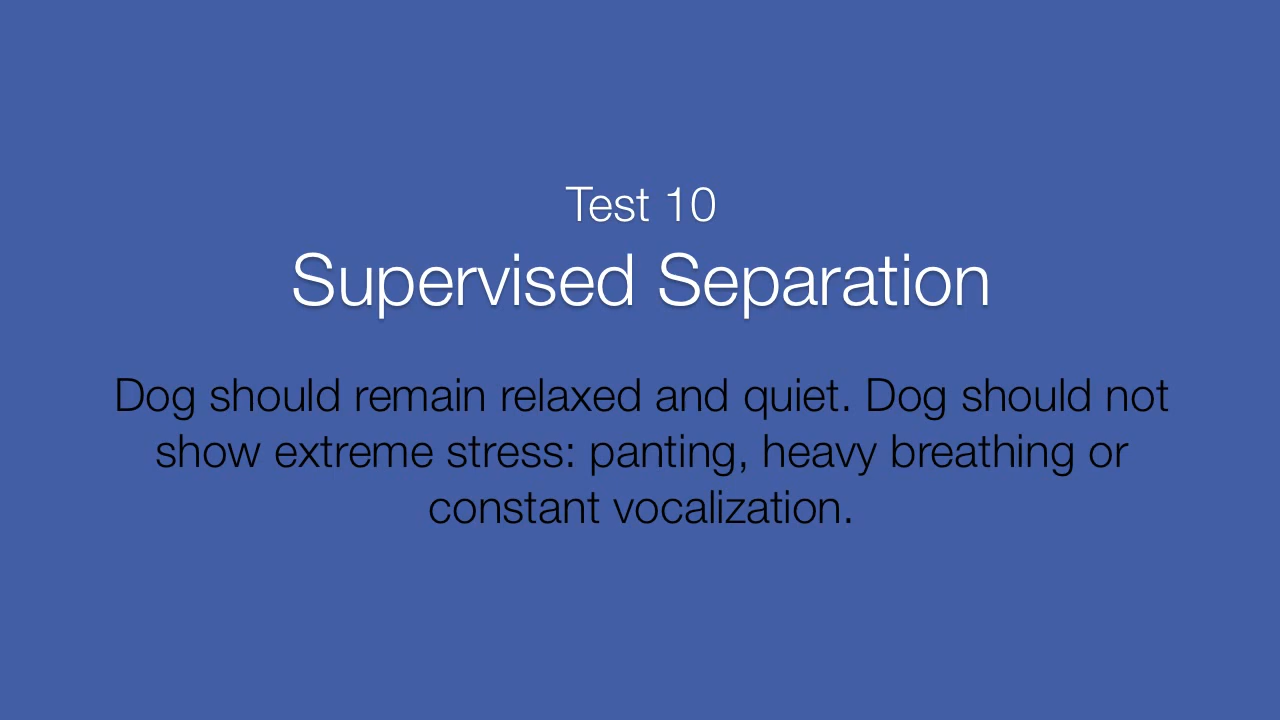 Test 10
Supervised Separation
Dog should remain relaxed and quiet. Dog should not
show extreme stress: panting, heavy breathing or
constant vocalization.